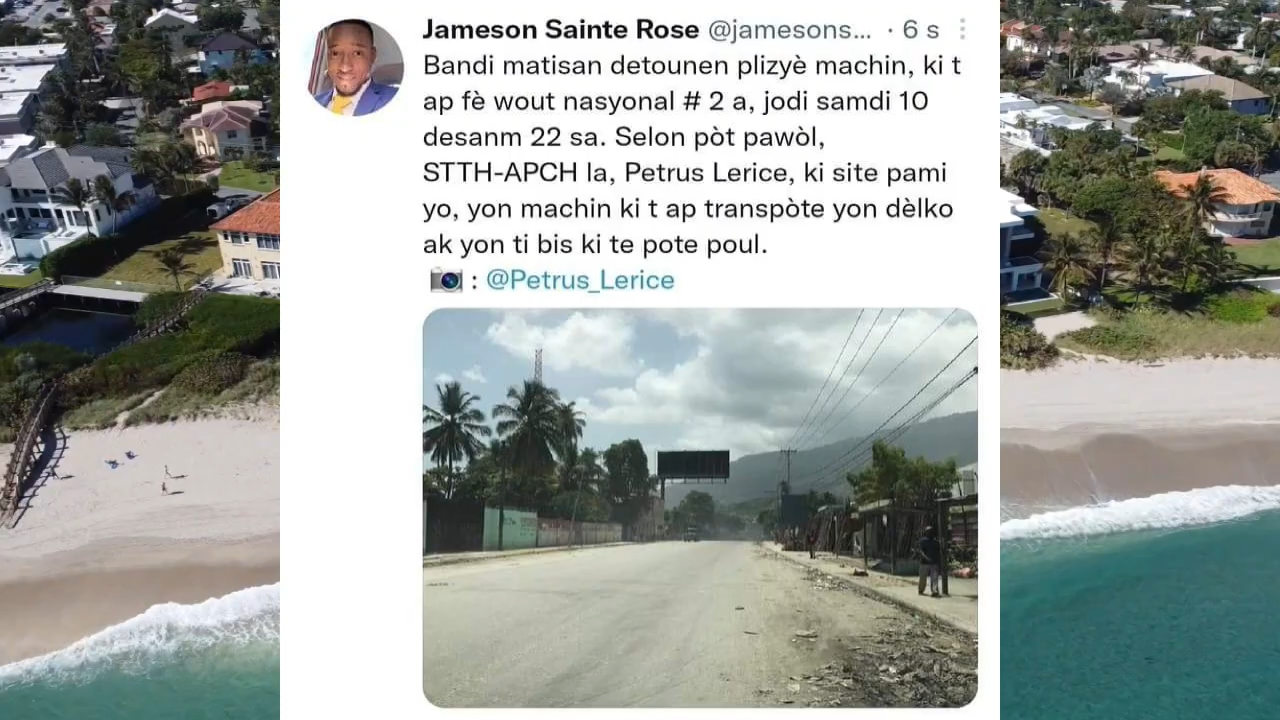 Jameson Sainte Rose @jamesons... · 6 s
Bandi matisan detounen plizyè machin, ki t
ap fè wout nasyonal # 2 a, jodi samdi 10
desanm 22 sa. Selon pòt pawòl,
STTH-APCH la, Petrus Lerice, ki site pami
yo, yon machin ki t ap transpòte yon dèlko
ak yon ti bis ki te pote poul.
📷 : @Petrus_Lerice